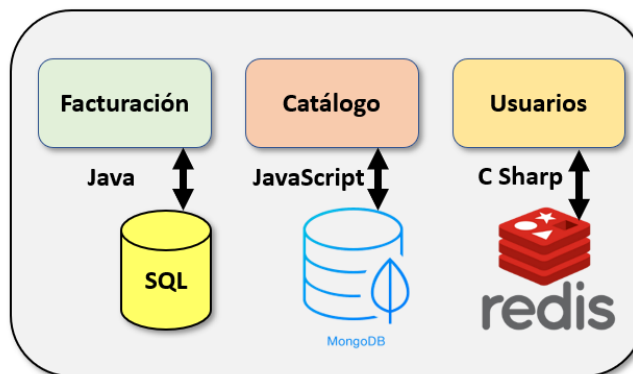 Facturación
Catálogo
Usuarios
Java
JavaScript
C Sharp
SQL
MongoDB
redis